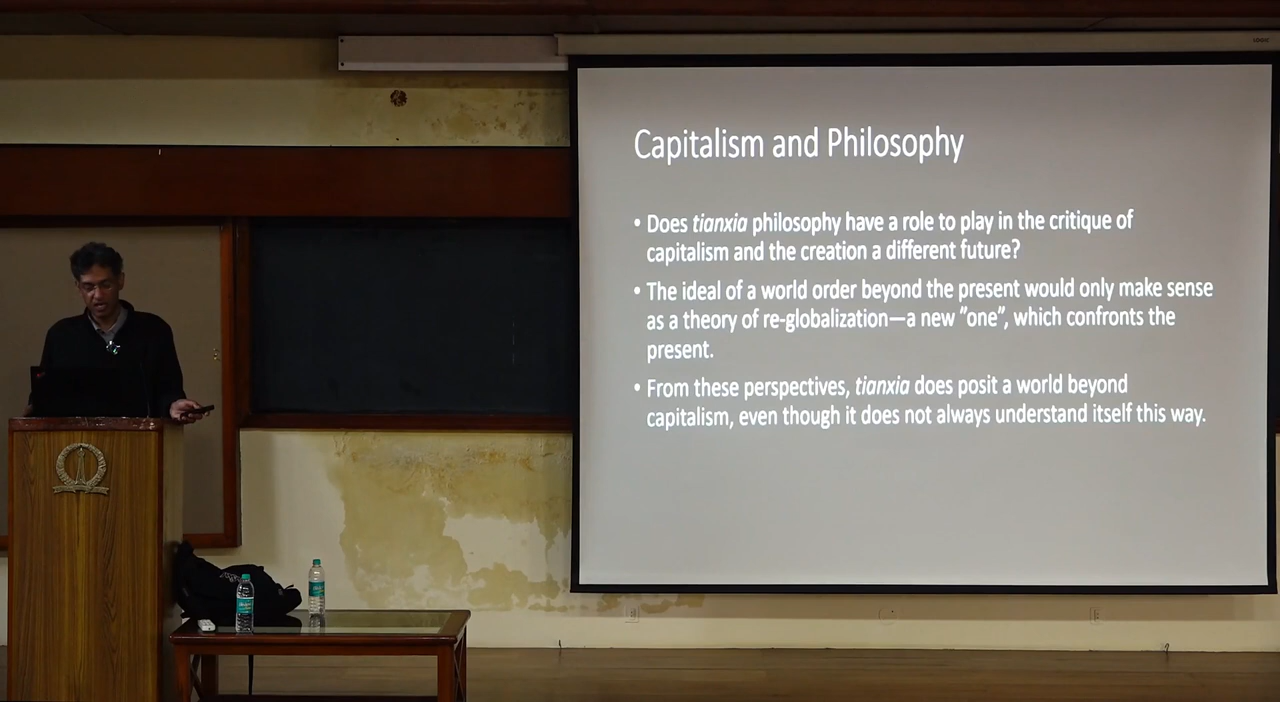 Capitalism and Philosophy
• Does tianxia philosophy have a role to play in the critique of
capitalism and the creation a different future?
• The ideal of a world order beyond the present would only make sense
as a theory of re-globalization—a new "one", which confronts the
present.
• From these perspectives, tianxia does posit a world beyond
capitalism, even though it does not always understand itself this way.